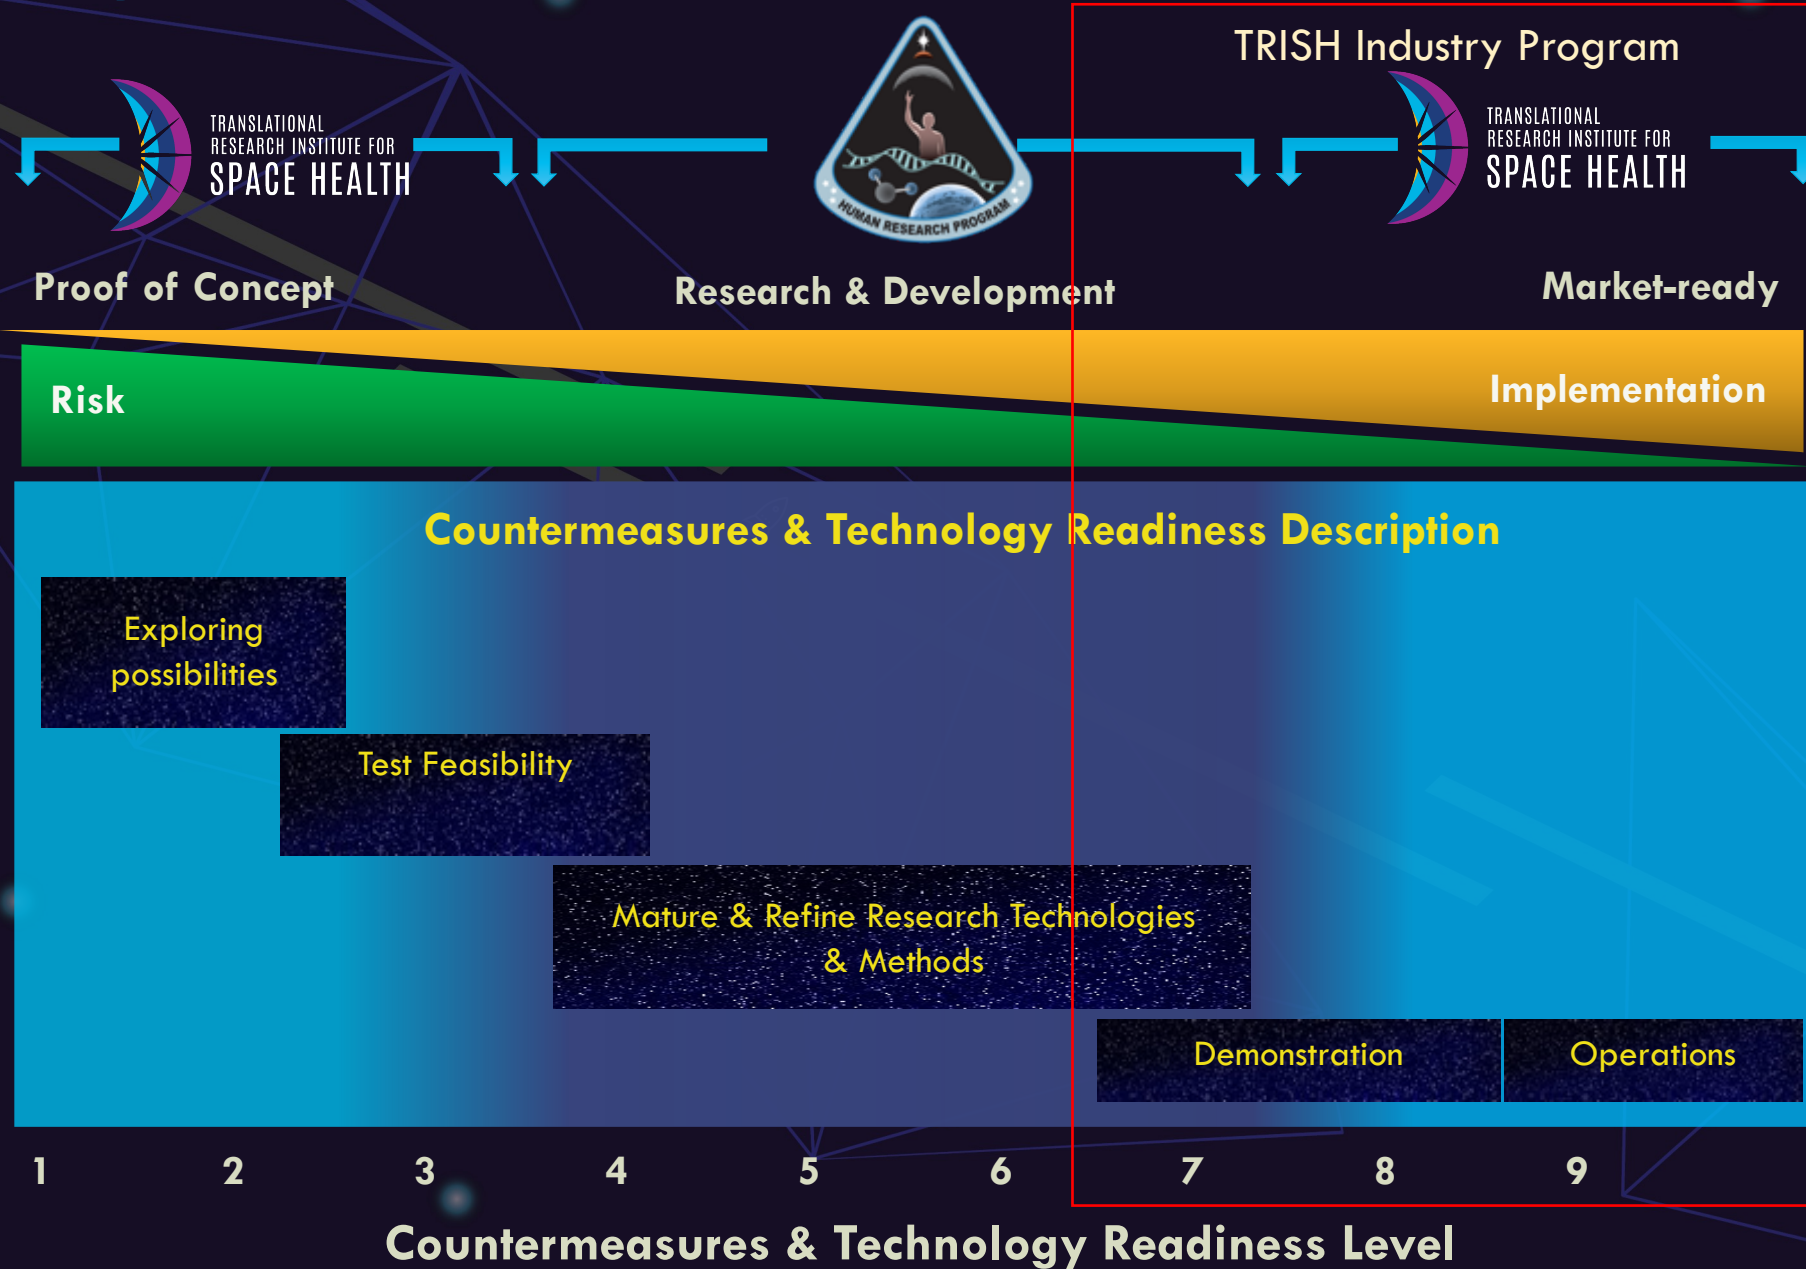 TRISH Industry Program
TRANSLATIONAL
RESEARCH INSTITUTE FOR
SPACE HEALTH
HUMAN RESEARCH PROGRAM
TRANSLATIONAL
RESEARCH INSTITUTE FOR
SPACE HEALTH
Proof of Concept
Research & Development
Market-ready
Risk
Implementation
Countermeasures & Technology Readiness Description
Exploring
possibilities
Test Feasibility
Mature & Refine Research Technologies
& Methods
Demonstration
Operations
1 2 3 4 5 6 7 8 9
Countermeasures & Technology Readiness Level